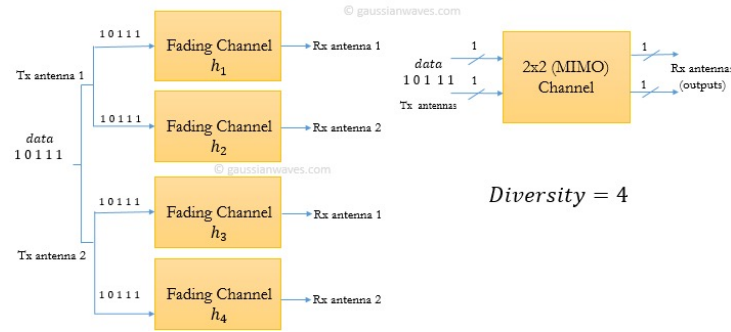 © gaussianwaves.com
1 0 1 1 1
Fading Channel
h₁
Rx antenna 1
Tx antenna 1
1 0 1 1 1
Fading Channel
h₂
Rx antenna 2
data
1 0 1 1 1
© gaussianwaves.com
1 0 1 1 1
Fading Channel
h₃
Rx antenna 1
Tx antenna 2
1 0 1 1 1
Fading Channel
h₄
Rx antenna 2
data
1 0 1 1 1
Tx antennas
1
1
2x2 (MIMO)
Channel
1
1
Rx antennas
(outputs)
Diversity = 4